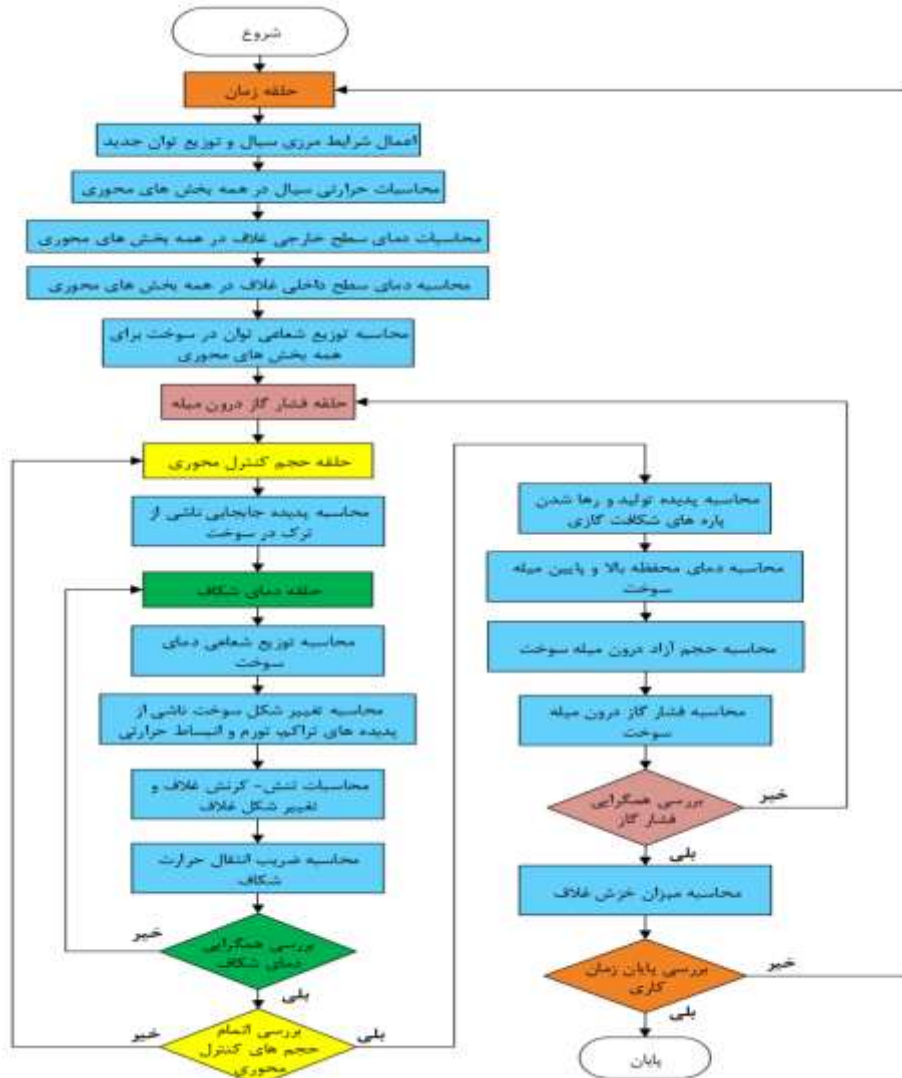 شروع
حلقه زمان
اعمال شرایط مرزی سیال و توزیع توان جدید
محاسبات حرارتی سیال در همه بخش های محوری
محاسبات دمای سطح خارجی غلاف در همه بخش های محوری
محاسبه دمای سطح داخلی غلاف در همه بخش های محوری
محاسبه توزیع شعاعی توان در سوخت برای
همه بخش های محوری
حلقه فشار گاز درون میله
حلقه حجم کنترل محوری
محاسبه پدیده جابجایی ناشی از
ترک در سوخت
حلقه دمای شکاف
محاسبه توزیع شعاعی دمای
سوخت
محاسبه تغییر شکل سوخت ناشی از
پدیده های تراکم، تورم و انبساط حرارتی
محاسبات تنش- کرنش غلاف و
تغییر شکل غلاف
محاسبه ضریب انتقال حرارت
شکاف
بررسی همگرایی
دمای شکاف
خیر
بلی
بررسی اتمام
حجم های کنترل
محوری
خیر
بلی
محاسبه پدیده تولید و رها شدن
پاره های شکافت گازی
محاسبه دمای محفظه بالا و پایین میله
سوخت
محاسبه حجم آزاد درون میله سوخت
محاسبه فشار گاز درون میله
سوخت
بررسی همگرایی
فشار گاز
خیر
بلی
محاسبه میزان خزش غلاف
بررسی پایان زمان
کاری
خیر
بلی
پایان